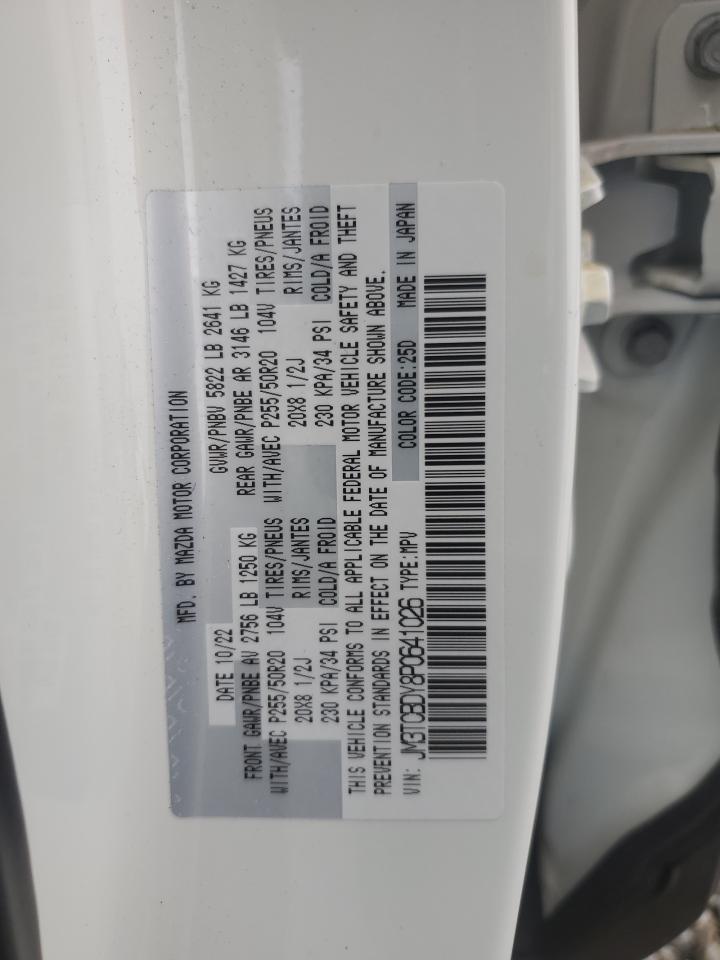 MFD. BY MAZDA MOTOR CORPORATION
DATE 10/22 GVWR/PNBV 5822 LB 2641 KG
FRONT GAWR/PNBE AV 2756 LB 1250 KG REAR GAWR/PNBE AR 3146 LB 1427 KG
WITH/AVEC P255/50R20 104V TIRES/PNEUS WITH/AVEC P255/50R20 104V TIRES/PNEUS
20X8 1/2J RIMS/JANTES 20X8 1/2J RIMS/JANTES
230 KPA/34 PSI COLD/A FROID 230 KPA/34 PSI COLD/A FROID
THIS VEHICLE CONFORMS TO ALL APPLICABLE FEDERAL MOTOR VEHICLE SAFETY AND THEFT
PREVENTION STANDARDS IN EFFECT ON THE DATE OF MANUFACTURE SHOWN ABOVE.
VIN: JM3TCBDY8P0641026 TYPE:MPV COLOR CODE:25D MADE IN JAPAN